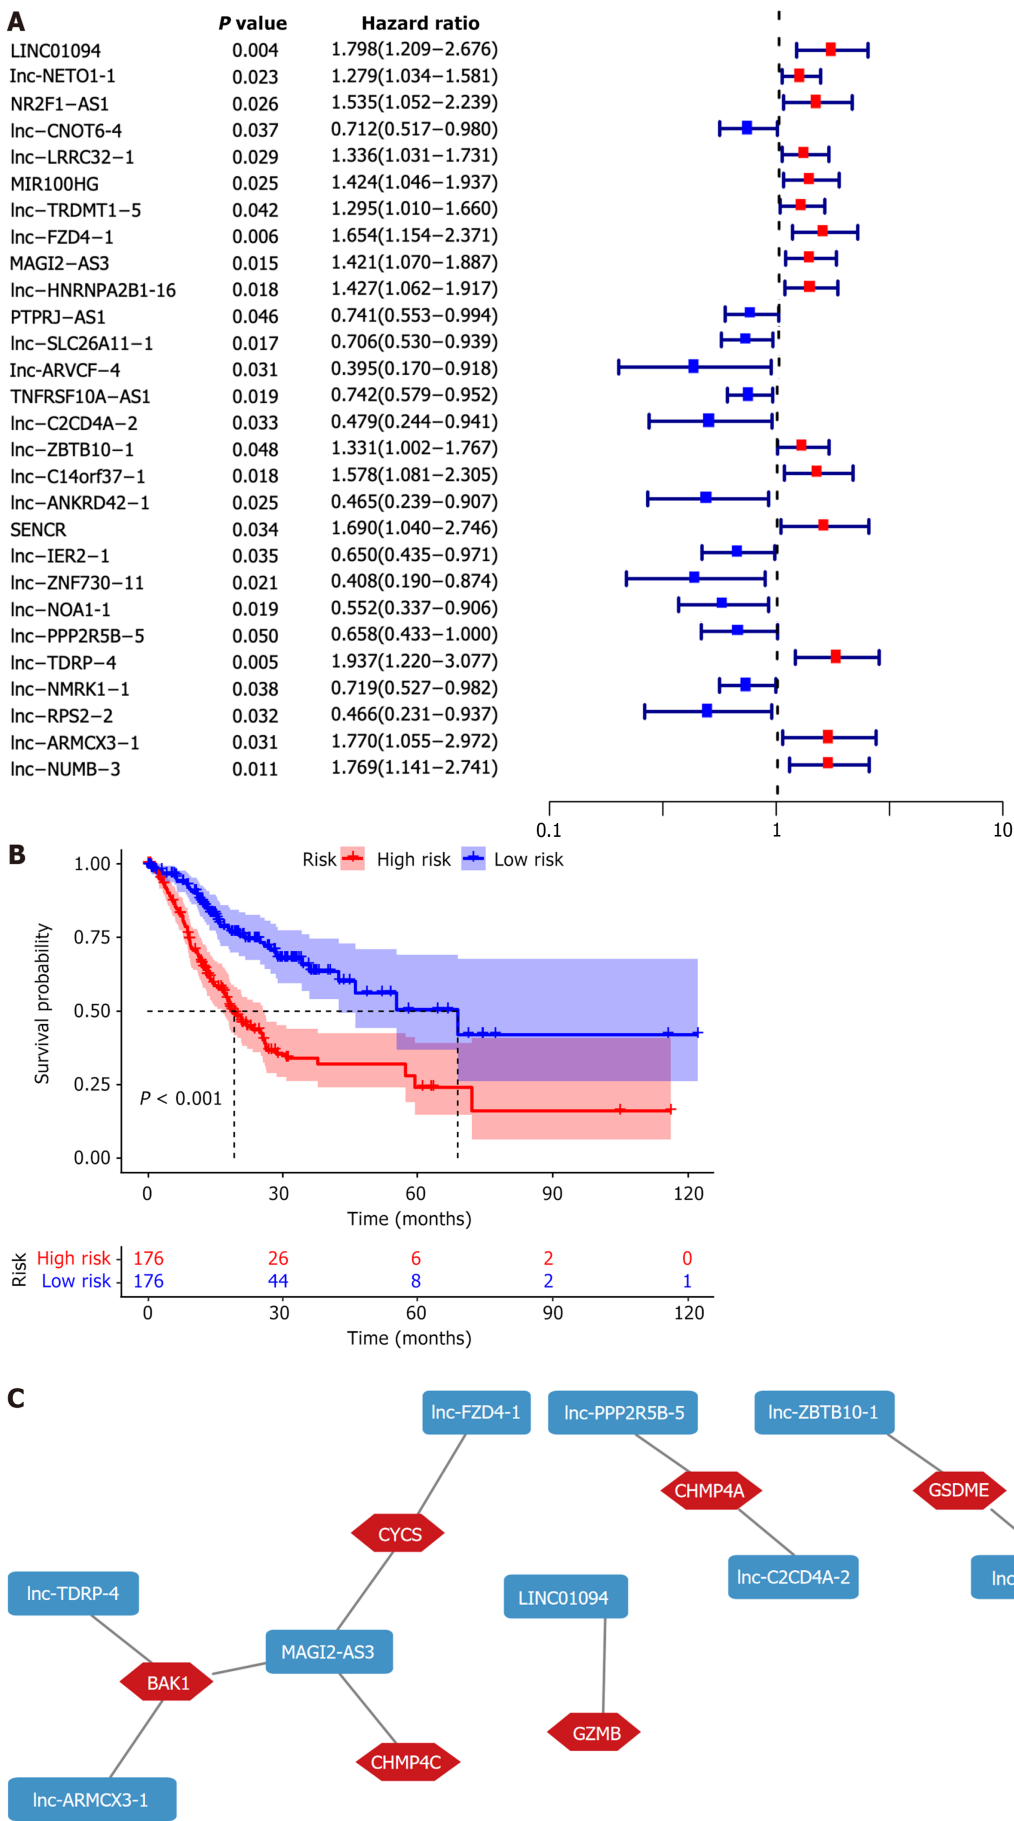 A
P value Hazard ratio
LINC01094 0.004 1.798(1.209−2.676)
lnc-NETO1-1 0.023 1.279(1.034−1.581)
NR2F1−AS1 0.026 1.535(1.052−2.239)
lnc−CNOT6-4 0.037 0.712(0.517−0.980)
lnc−LRRC32−1 0.029 1.336(1.031−1.731)
MIR100HG 0.025 1.424(1.046−1.937)
lnc−TRDMT1−5 0.042 1.295(1.010−1.660)
lnc−FZD4−1 0.006 1.654(1.154−2.371)
MAGI2−AS3 0.015 1.421(1.070−1.887)
lnc−HNRNPA2B1-16 0.018 1.427(1.062−1.917)
PTPRJ−AS1 0.046 0.741(0.553−0.994)
lnc−SLC26A11−1 0.017 0.706(0.530−0.939)
lnc-ARVCF−4 0.031 0.395(0.170−0.918)
TNFRSF10A−AS1 0.019 0.742(0.579−0.952)
lnc−C2CD4A−2 0.033 0.479(0.244−0.941)
lnc−ZBTB10−1 0.048 1.331(1.002−1.767)
lnc−C14orf37−1 0.018 1.578(1.081−2.305)
lnc−ANKRD42−1 0.025 0.465(0.239−0.907)
SENCR 0.034 1.690(1.040−2.746)
lnc−IER2−1 0.035 0.650(0.435−0.971)
lnc−ZNF730−11 0.021 0.408(0.190−0.874)
lnc−NOA1-1 0.019 0.552(0.337−0.906)
lnc−PPP2R5B−5 0.050 0.658(0.433−1.000)
lnc−TDRP−4 0.005 1.937(1.220−3.077)
lnc−NMRK1−1 0.038 0.719(0.527−0.982)
lnc−RPS2−2 0.032 0.466(0.231−0.937)
lnc−ARMCX3−1 0.031 1.770(1.055−2.972)
lnc−NUMB−3 0.011 1.769(1.141−2.741)
0.1 1 10
B
Risk High risk Low risk
Survival probability
1.00
0.75
0.50
0.25
0.00
P < 0.001
0 30 60 90 120
Time (months)
Risk
High risk 176 26 6 2 0
Low risk 176 44 8 2 1
0 30 60 90 120
Time (months)
C
lnc-FZD4-1 lnc-PPP2R5B-5 lnc-ZBTB10-1
CHMP4A GSDME
CYCS
lnc-TDRP-4 LINC01094 lnc-C2CD4A-2 lnc
MAGI2-AS3
BAK1
GZMB
CHMP4C
lnc-ARMCX3-1